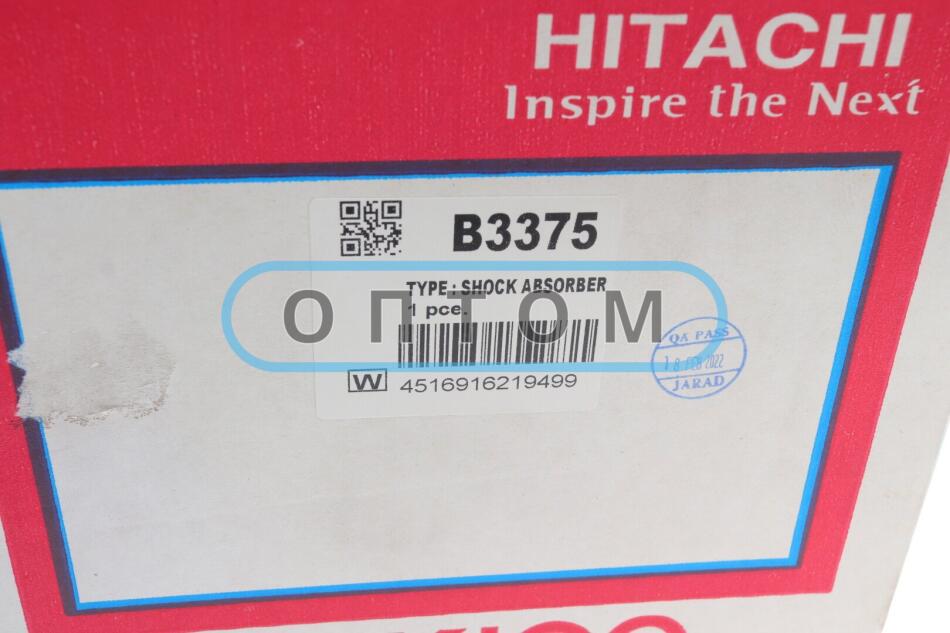 HITACHI
Inspire the Next
B3375
TYPE : SHOCK ABSORBER
1 pce.
ОПТОМ
W 4516916219499
QA PASS
18 FEB 2022
JARAD